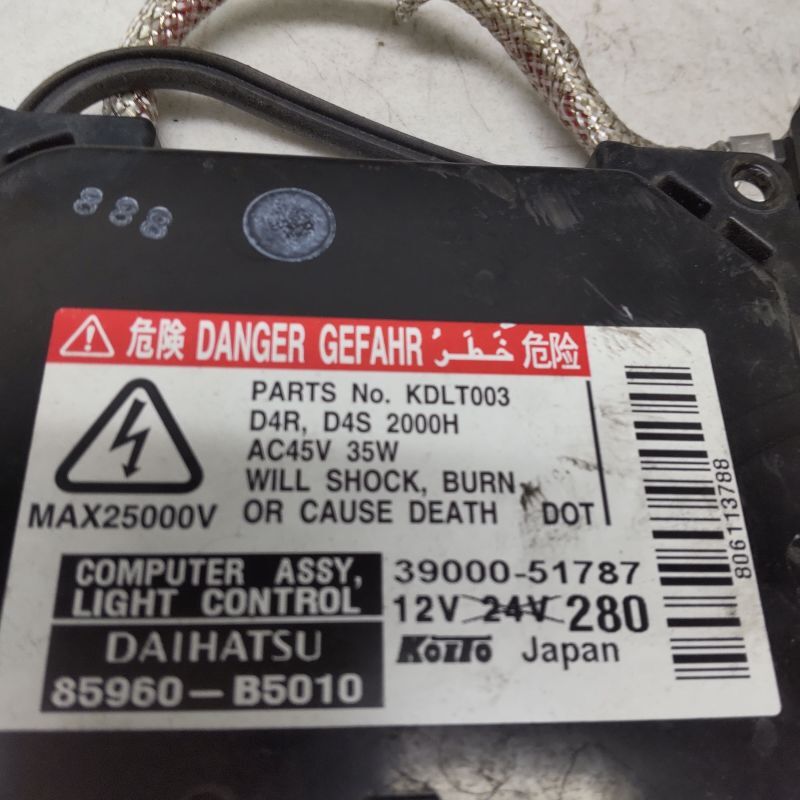 888
危険 DANGER GEFAHR خَطَرُ 危险
PARTS No. KDLT003
D4R, D4S 2000H
AC45V 35W
WILL SHOCK, BURN,
OR CAUSE DEATH DOT
MAX25000V
COMPUTER ASSY,
LIGHT CONTROL
DAIHATSU
85960-B5010
39000-51787
12V 24V 280
KOITO Japan
806113788